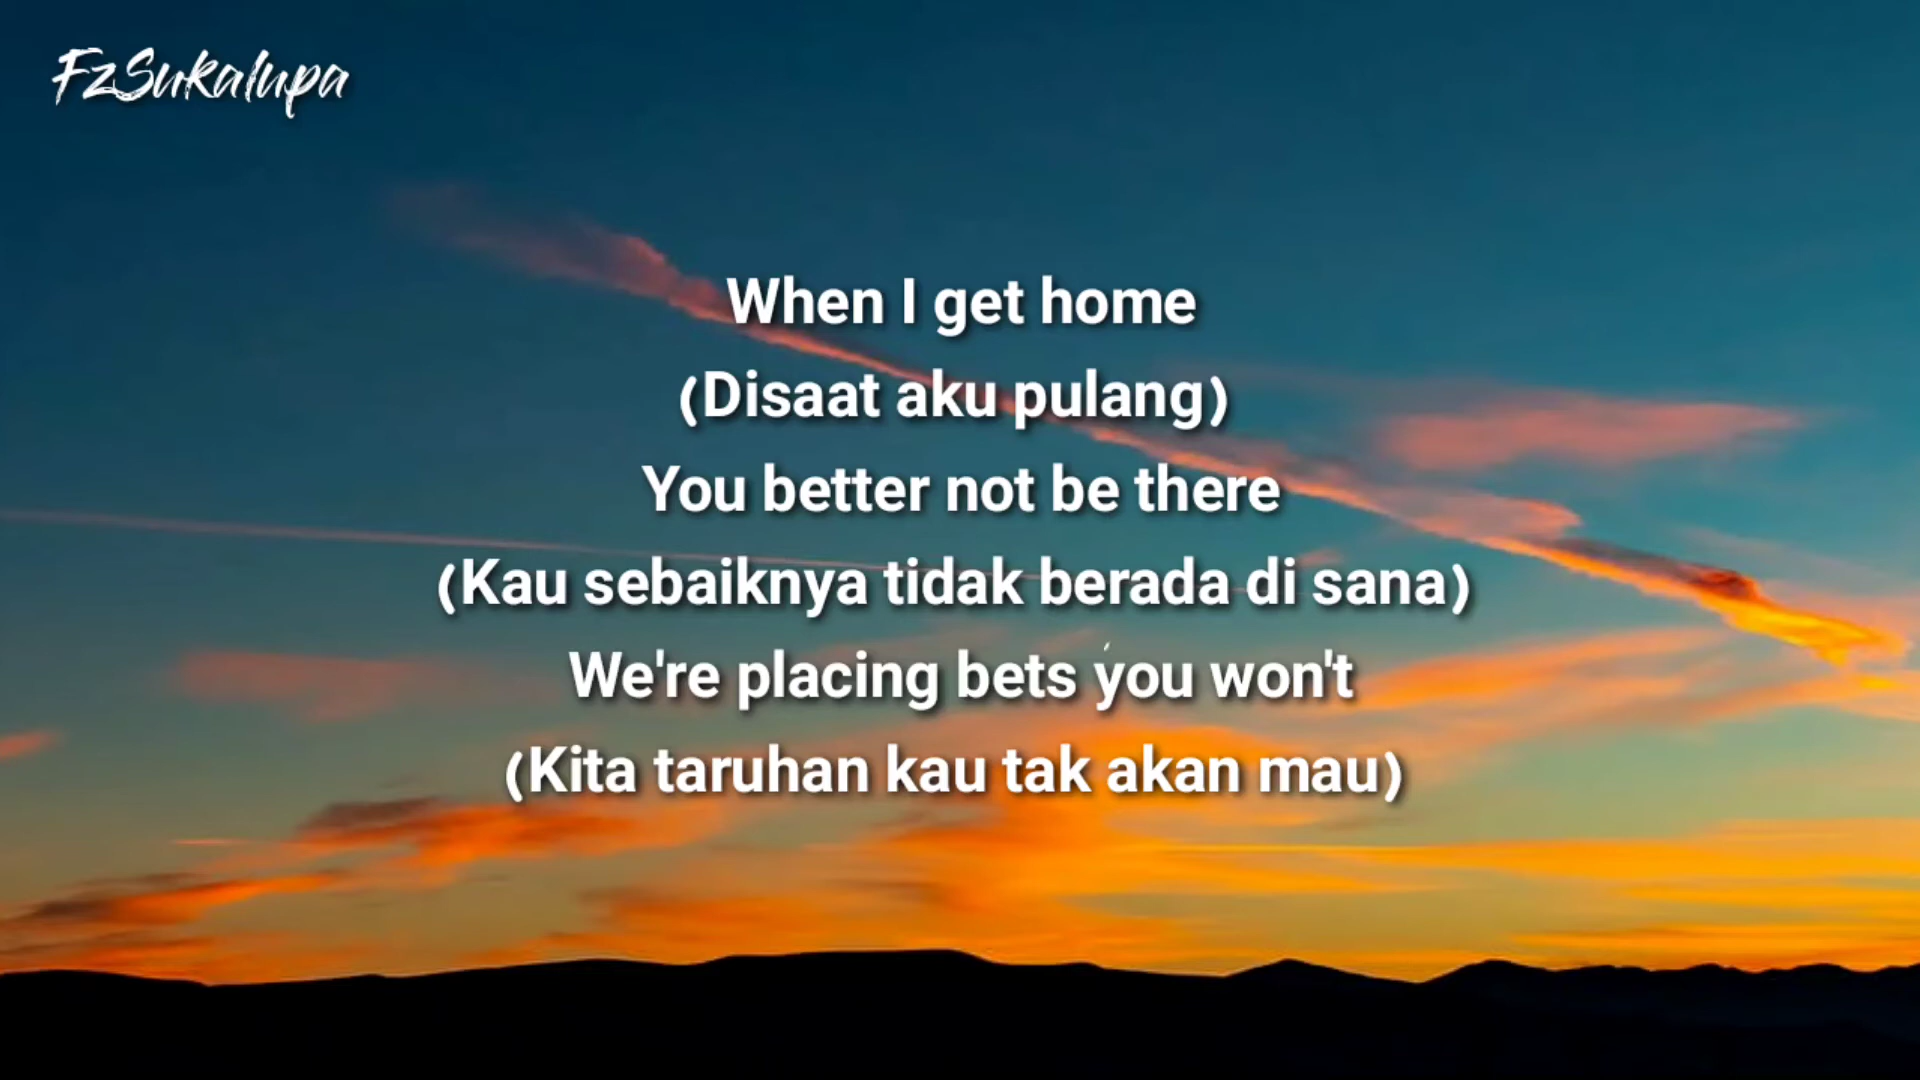 FzSukalupa
When I get home
(Disaat aku pulang)
You better not be there
(Kau sebaiknya tidak berada di sana)
We're placing bets you won't
(Kita taruhan kau tak akan mau)